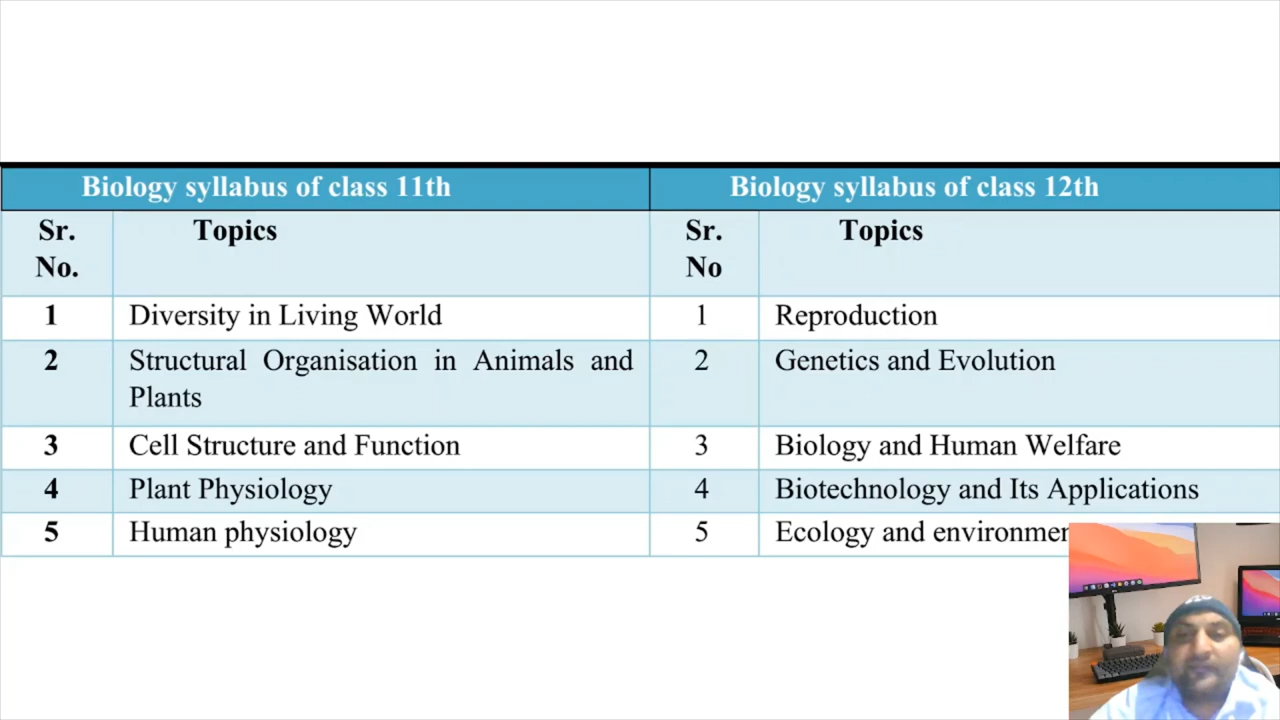 Biology syllabus of class 11th
Biology syllabus of class 12th
Sr. No.
Topics
Sr. No
Topics
1
Diversity in Living World
1
Reproduction
2
Structural Organisation in Animals and
Plants
2
Genetics and Evolution
3
Cell Structure and Function
3
Biology and Human Welfare
4
Plant Physiology
4
Biotechnology and Its Applications
5
Human physiology
5
Ecology and